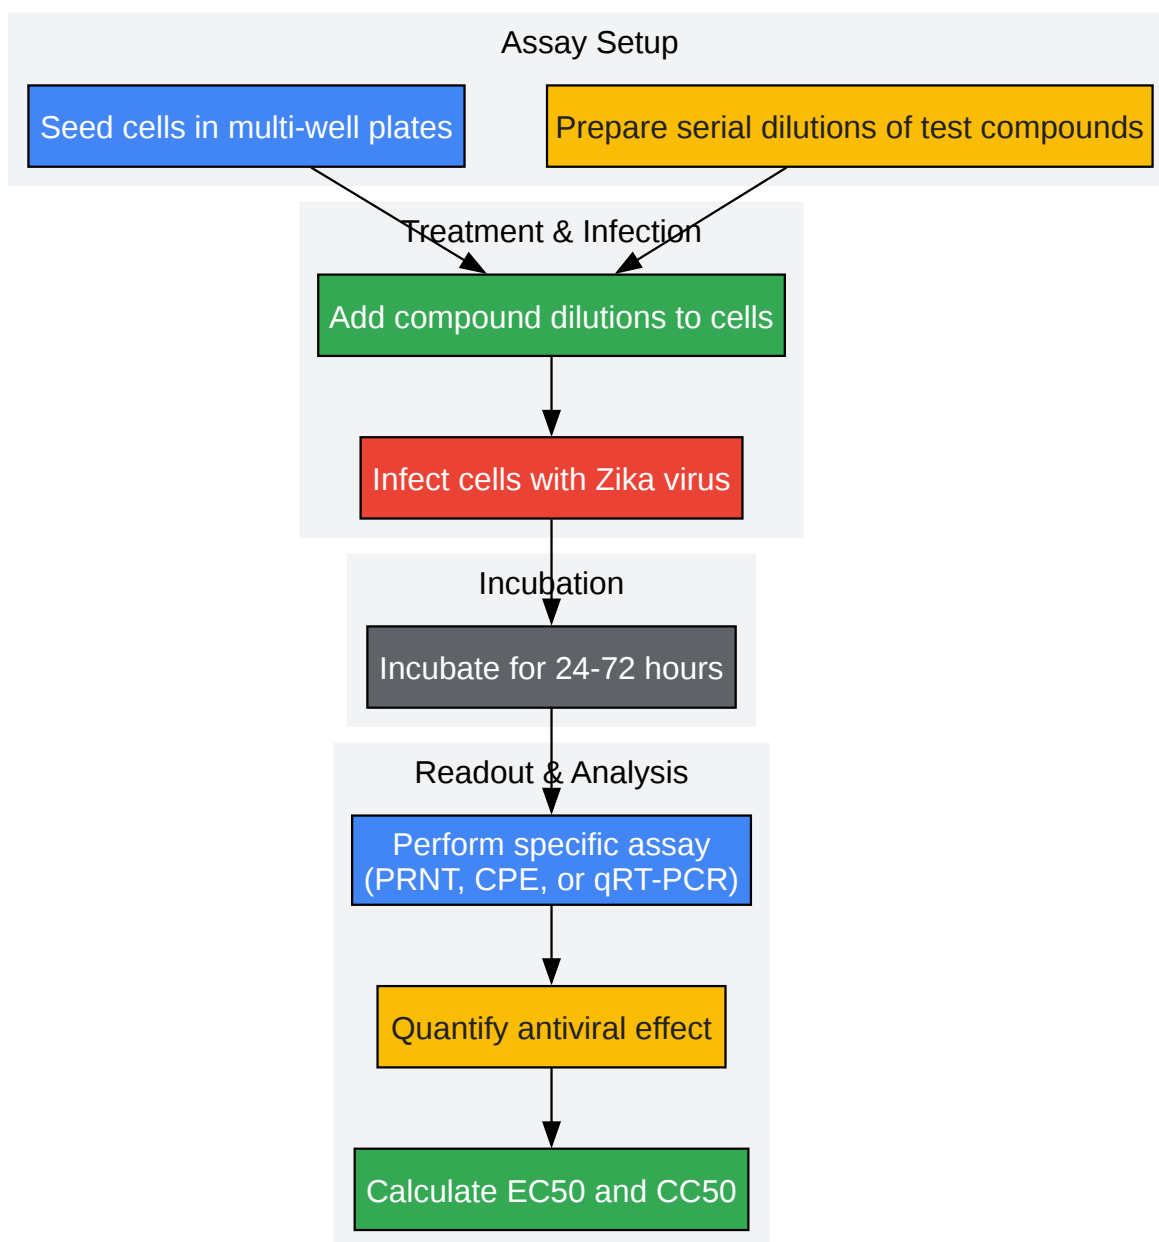 Assay Setup
Seed cells in multi-well plates
Prepare serial dilutions of test compounds
Treatment & Infection
Add compound dilutions to cells
Infect cells with Zika virus
Incubation
Incubate for 24-72 hours
Readout & Analysis
Perform specific assay
(PRNT, CPE, or qRT-PCR)
Quantify antiviral effect
Calculate EC50 and CC50